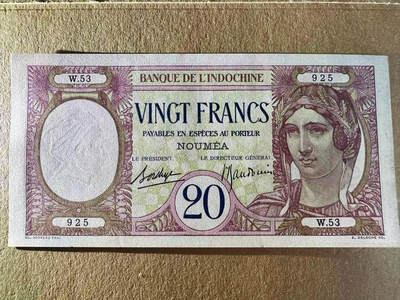 W.53
BANQUE DE L'INDOCHINE
925
VINGT FRANCS
PAYABLES EN ESPÈCES AU PORTEUR
NOUMÉA
LE PRÉSIDENT
LE DIRECTEUR GÉNÉRAL
20
925
W.53